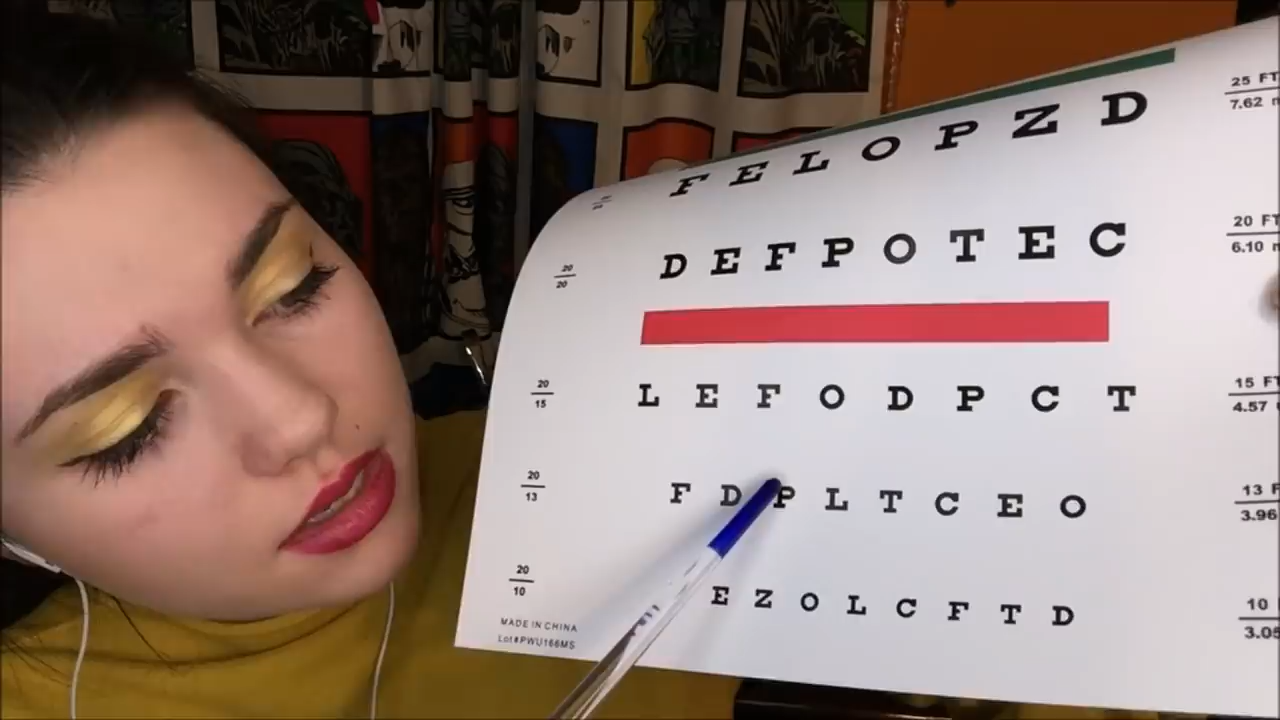 25 FT
7.62
F E L O P Z D
20
20
D E F P O T E C
20 FT
6.10
20
15
L E F O D P C T
15 FT
4.57
20
13
F D P L T C E O
13 F
3.96
20
10
E Z O L C F T D
10
3.05
MADE IN CHINA
Lot#PWU166MS